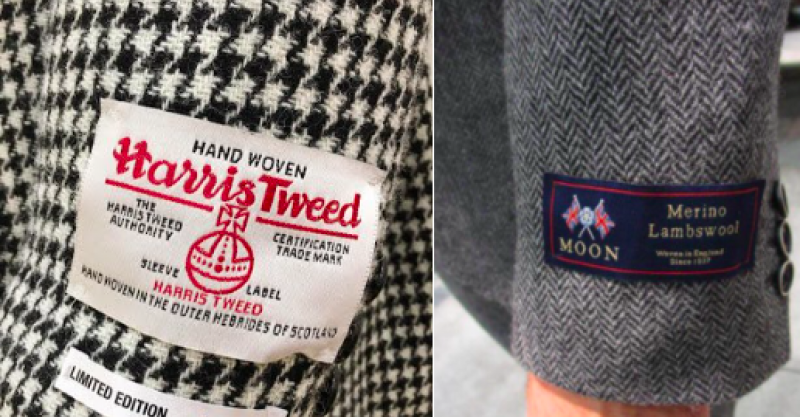 HAND WOVEN
Harris Tweed
THE
HARRIS TWEED
AUTHORITY
CERTIFICATION
TRADE MARK
SLEEVE LABEL
HARRIS TWEED
HAND WOVEN IN THE OUTER HEBRIDES OF SCOTLAND
LIMITED EDITION
MOON
Merino
Lambswool
Woven in England
Since 1837